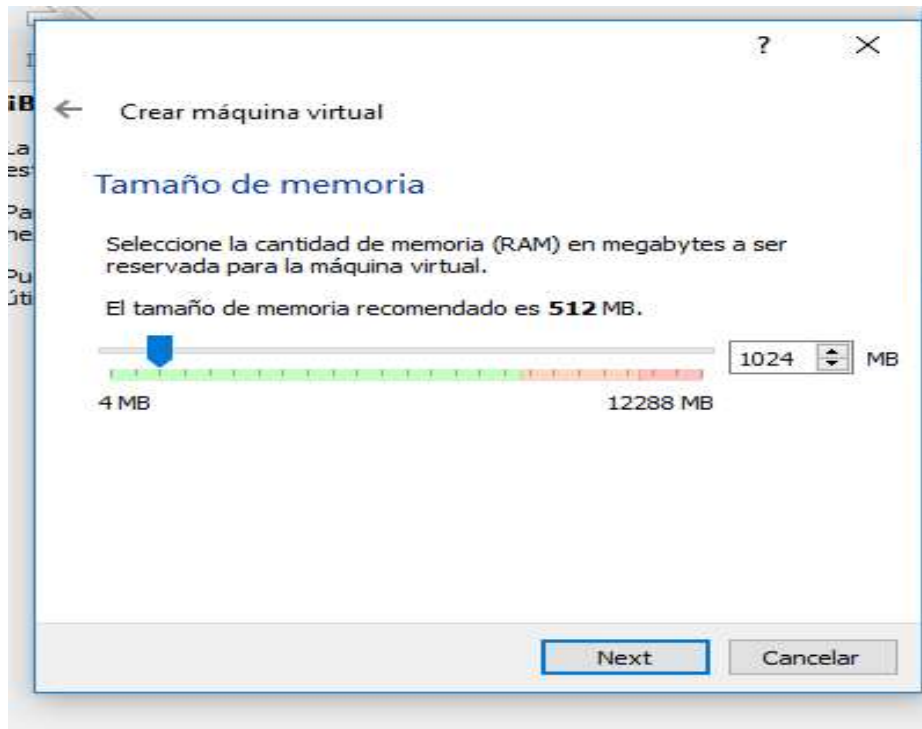 ?
Crear máquina virtual
Tamaño de memoria
Seleccione la cantidad de memoria (RAM) en megabytes a ser
reservada para la máquina virtual.
El tamaño de memoria recomendado es 512 MB.
1024 MB
4 MB 12288 MB
Next Cancelar